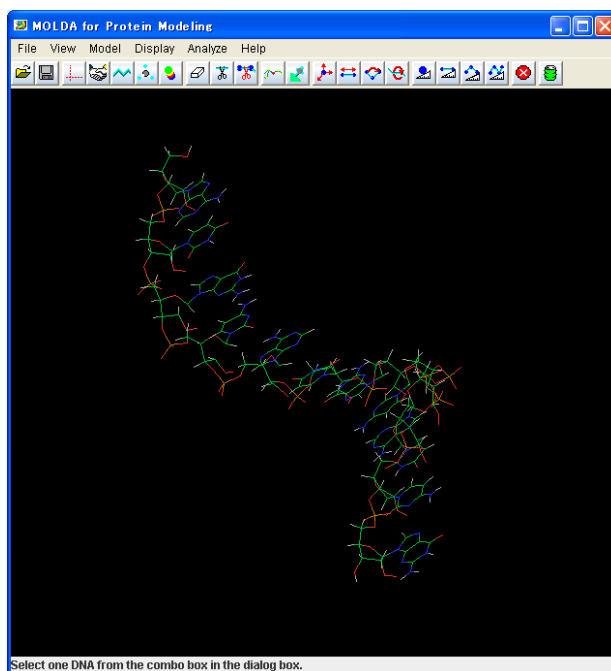 MOLDA for Protein Modeling
File View Model Display Analyze Help
Select one DNA from the combo box in the dialog box.